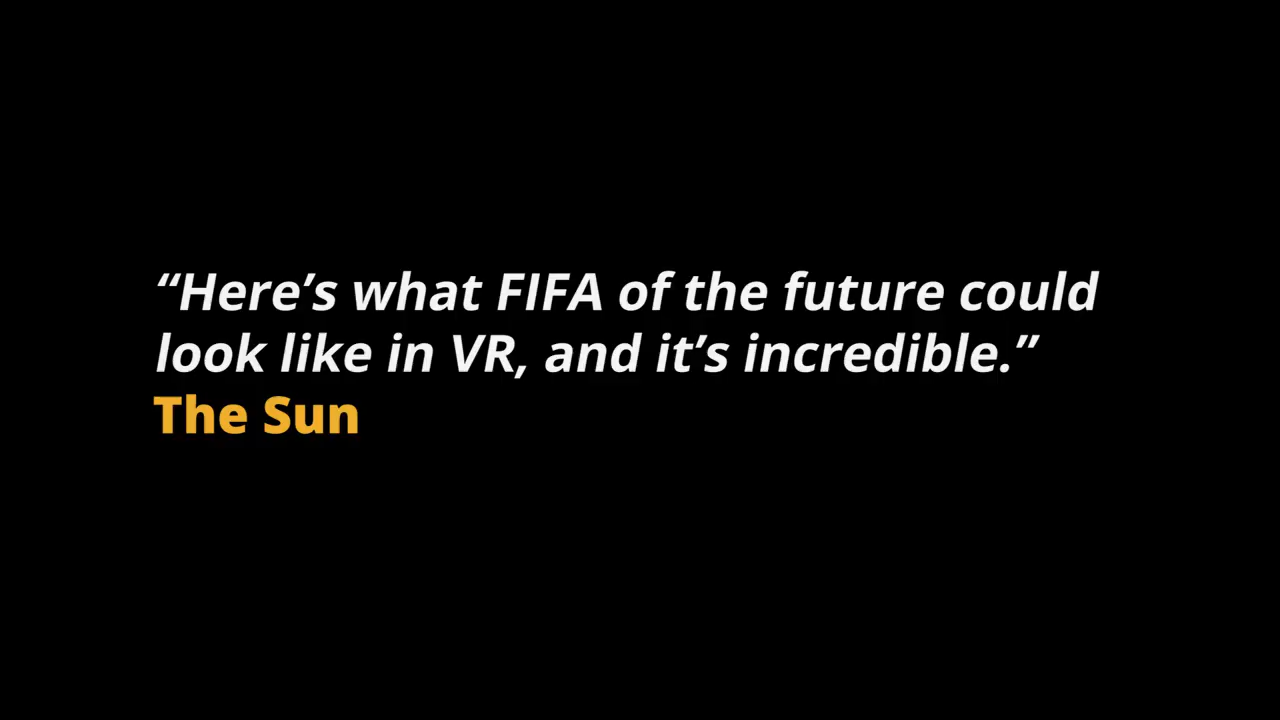 “Here’s what FIFA of the future could
look like in VR, and it’s incredible.”
The Sun